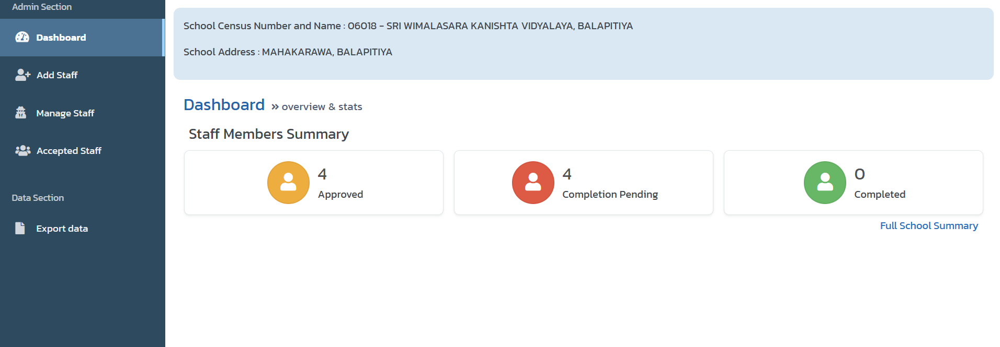 Admin Section
Dashboard
Add Staff
Manage Staff
Accepted Staff
Data Section
Export data
School Census Number and Name : 06018 - SRI WIMALASARA KANISHTA VIDYALAYA, BALAPITIYA
School Address : MAHAKARAWA, BALAPITIYA
Dashboard » overview & stats
Staff Members Summary
4
Approved
4
Completion Pending
0
Completed
Full School Summary